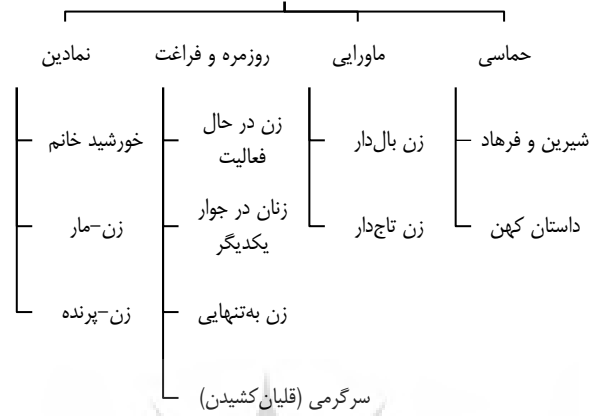 حماسی
ماورایی
روزمره و فراغت
نمادین
شیرین و فرهاد
داستان کهن
زن بال‌دار
زن تاج‌دار
زن در حال
فعالیت
زنان در جوار
یکدیگر
زن به‌تنهایی
سرگرمی (قلیان‌کشیدن)
خورشید خانم
زن-مار
زن-پرنده